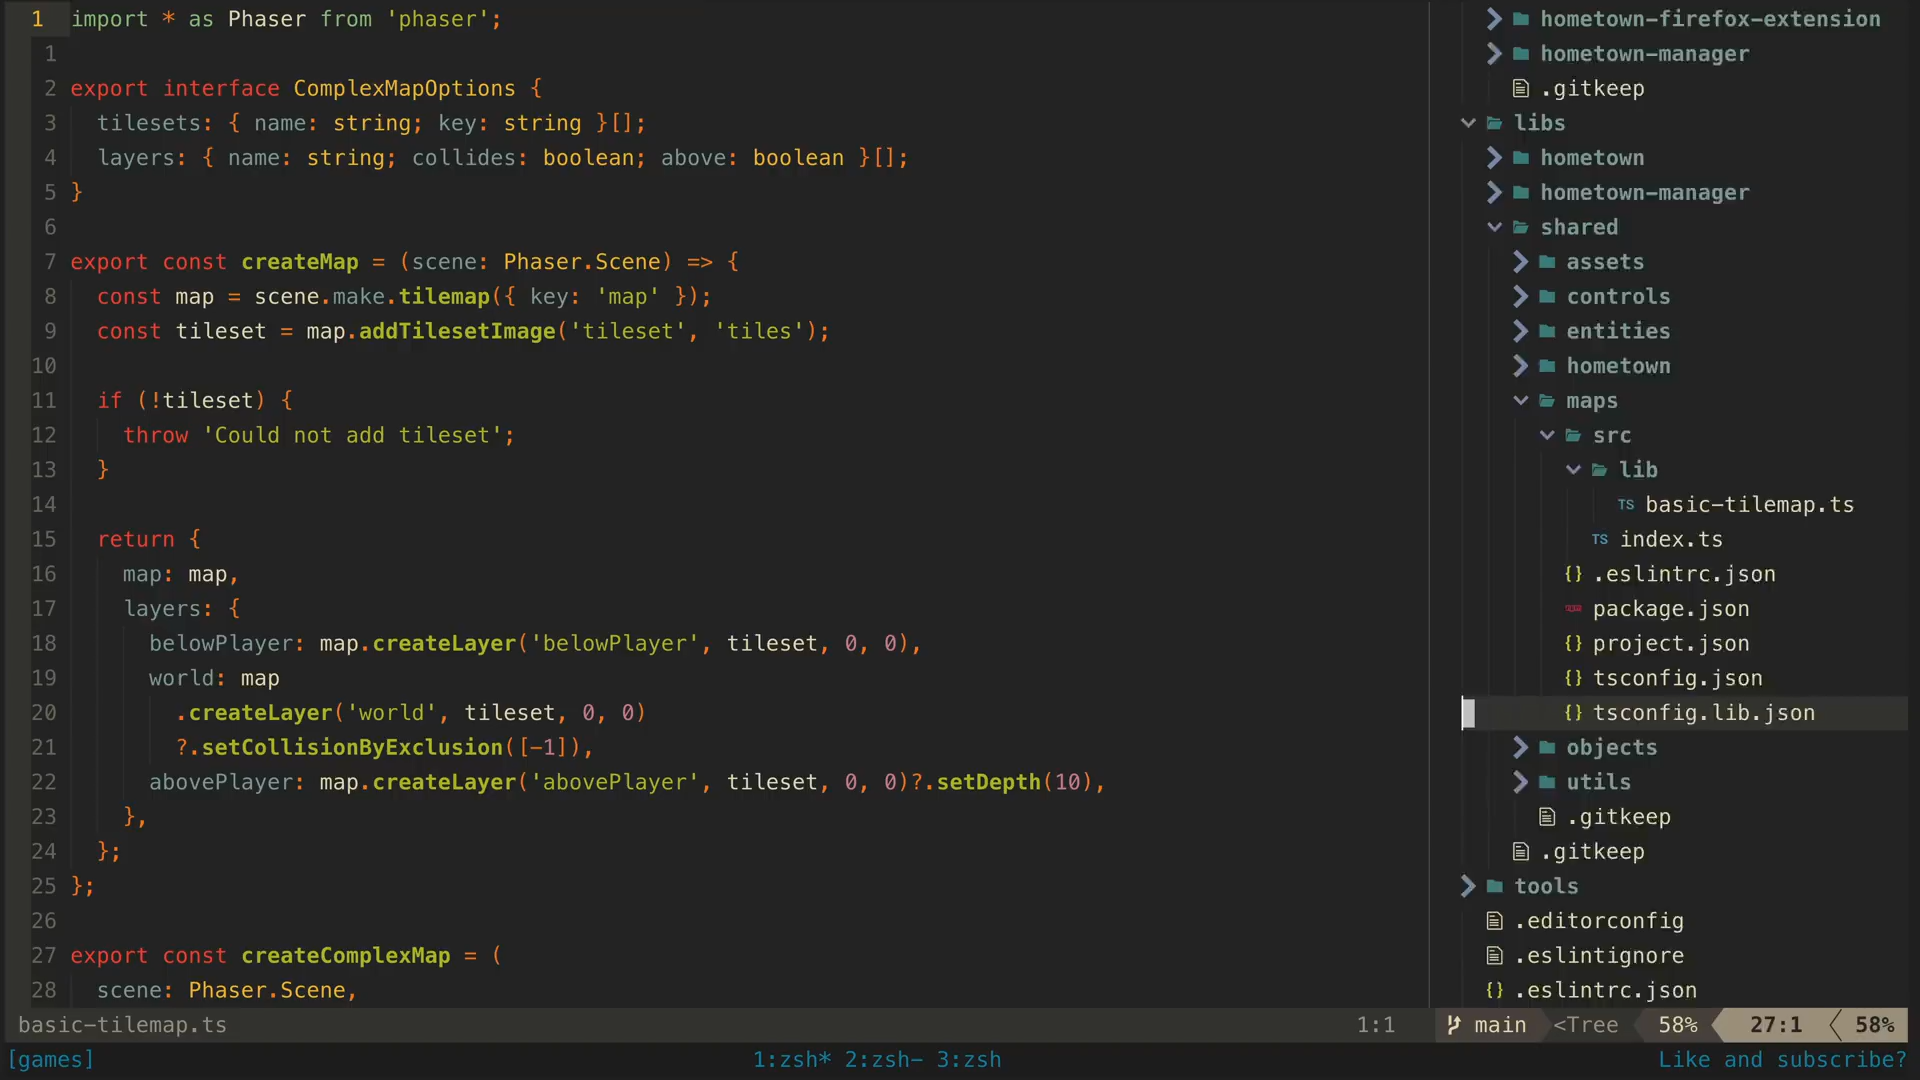 1 import * as Phaser from 'phaser';
1
2 export interface ComplexMapOptions {
3 tilesets: { name: string; key: string }[];
4 layers: { name: string; collides: boolean; above: boolean }[];
5 }
6
7 export const createMap = (scene: Phaser.Scene) => {
8 const map = scene.make.tilemap({ key: 'map' });
9 const tileset = map.addTilesetImage('tileset', 'tiles');
10
11 if (!tileset) {
12 throw 'Could not add tileset';
13 }
14
15 return {
16 map: map,
17 layers: {
18 belowPlayer: map.createLayer('belowPlayer', tileset, 0, 0),
19 world: map
20 .createLayer('world', tileset, 0, 0)
21 ?.setCollisionByExclusion([-1]),
22 abovePlayer: map.createLayer('abovePlayer', tileset, 0, 0)?.setDepth(10),
23 },
24 };
25 };
26
27 export const createComplexMap = (
28 scene: Phaser.Scene,
basic-tilemap.ts 1:1
hometown-firefox-extension
hometown-manager
.gitkeep
libs
hometown
hometown-manager
shared
assets
controls
entities
hometown
maps
src
lib
TS basic-tilemap.ts
TS index.ts
{} .eslintrc.json
package.json
{} project.json
{} tsconfig.json
{} tsconfig.lib.json
objects
utils
.gitkeep
.gitkeep
tools
.editorconfig
.eslintignore
{} .eslintrc.json
main <Tree 58% 27:1 58%
[games] 1:zsh* 2:zsh- 3:zsh Like and subscribe?